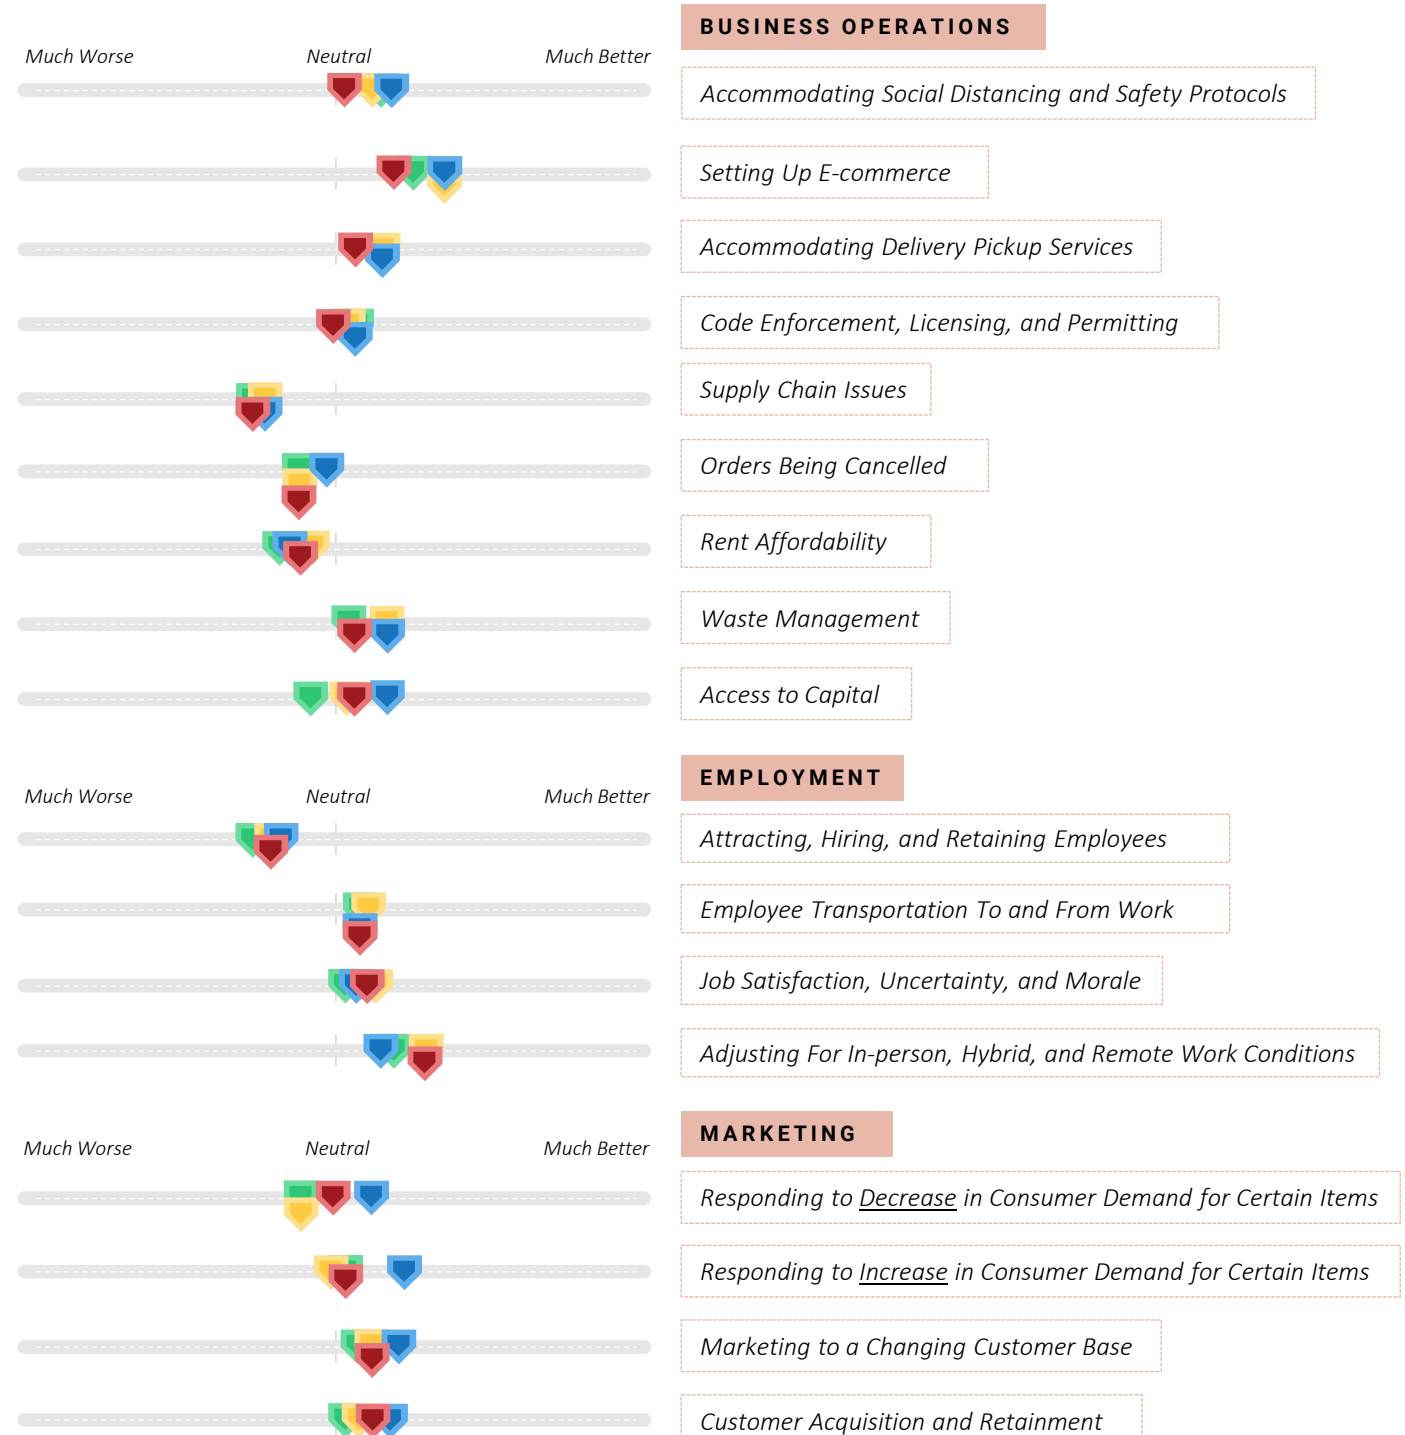 BUSINESS OPERATIONS
Much Worse Neutral Much Better
Accommodating Social Distancing and Safety Protocols
Setting Up E-commerce
Accommodating Delivery Pickup Services
Code Enforcement, Licensing, and Permitting
Supply Chain Issues
Orders Being Cancelled
Rent Affordability
Waste Management
Access to Capital
EMPLOYMENT
Much Worse Neutral Much Better
Attracting, Hiring, and Retaining Employees
Employee Transportation To and From Work
Job Satisfaction, Uncertainty, and Morale
Adjusting For In-person, Hybrid, and Remote Work Conditions
MARKETING
Much Worse Neutral Much Better
Responding to Decrease in Consumer Demand for Certain Items
Responding to Increase in Consumer Demand for Certain Items
Marketing to a Changing Customer Base
Customer Acquisition and Retainment